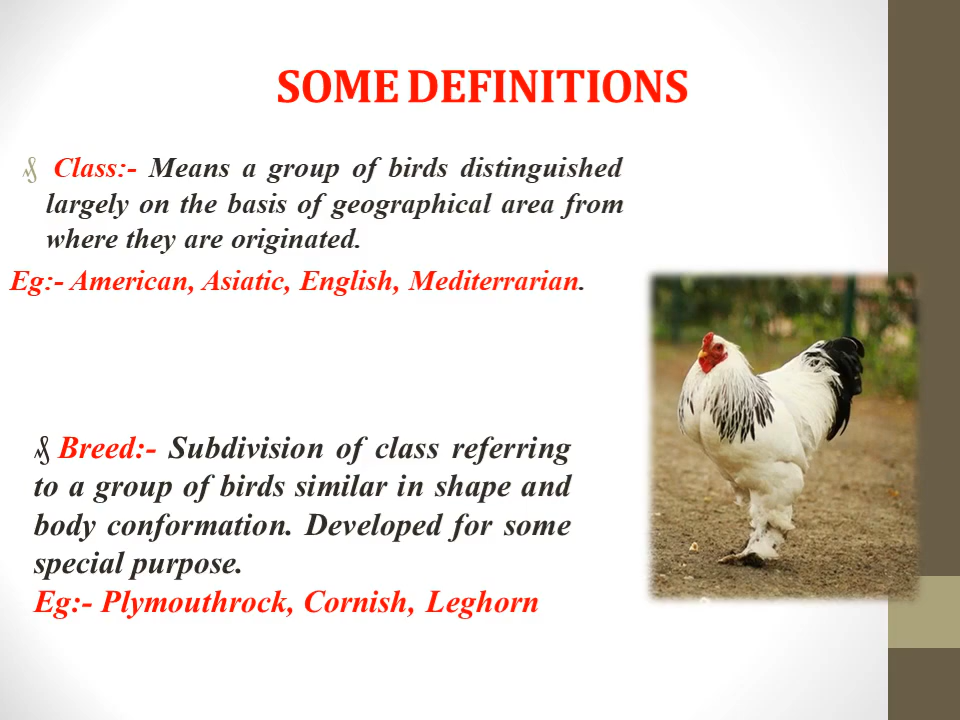 SOME DEFINITIONS
Class:- Means a group of birds distinguished
largely on the basis of geographical area from
where they are originated.
Eg:- American, Asiatic, English, Mediterrarian.
Breed:- Subdivision of class referring
to a group of birds similar in shape and
body conformation. Developed for some
special purpose.
Eg:- Plymouthrock, Cornish, Leghorn